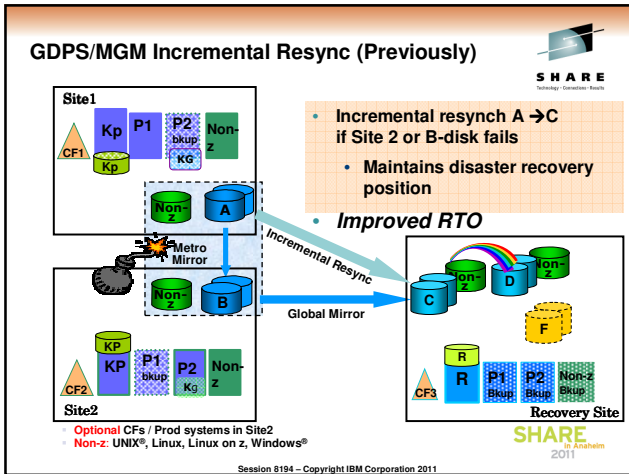 GDPS/MGM Incremental Resync (Previously)
SHARE
Technology · Connections · Results
Site1
Kp
P1
P2
bkup
Non-
z
CF1
Kp
KG
• Incremental resynch A → C
if Site 2 or B-disk fails
• Maintains disaster recovery
position
• Improved RTO
Non-
z
A
Metro
Mirror
Incremental Resync
Non-
z
B
Global Mirror
C
Non-
z
D
Non-
z
F
KP
KP
P1
bkup
P2
Kg
Non-
z
CF2
Site2
R
R
P1
Bkup
P2
Bkup
Non-z
Bkup
CF3
Recovery Site
• Optional CFs / Prod systems in Site2
• Non-z: UNIX®, Linux, Linux on z, Windows®
SHARE
in Anaheim
2011
Session 8194 – Copyright IBM Corporation 2011